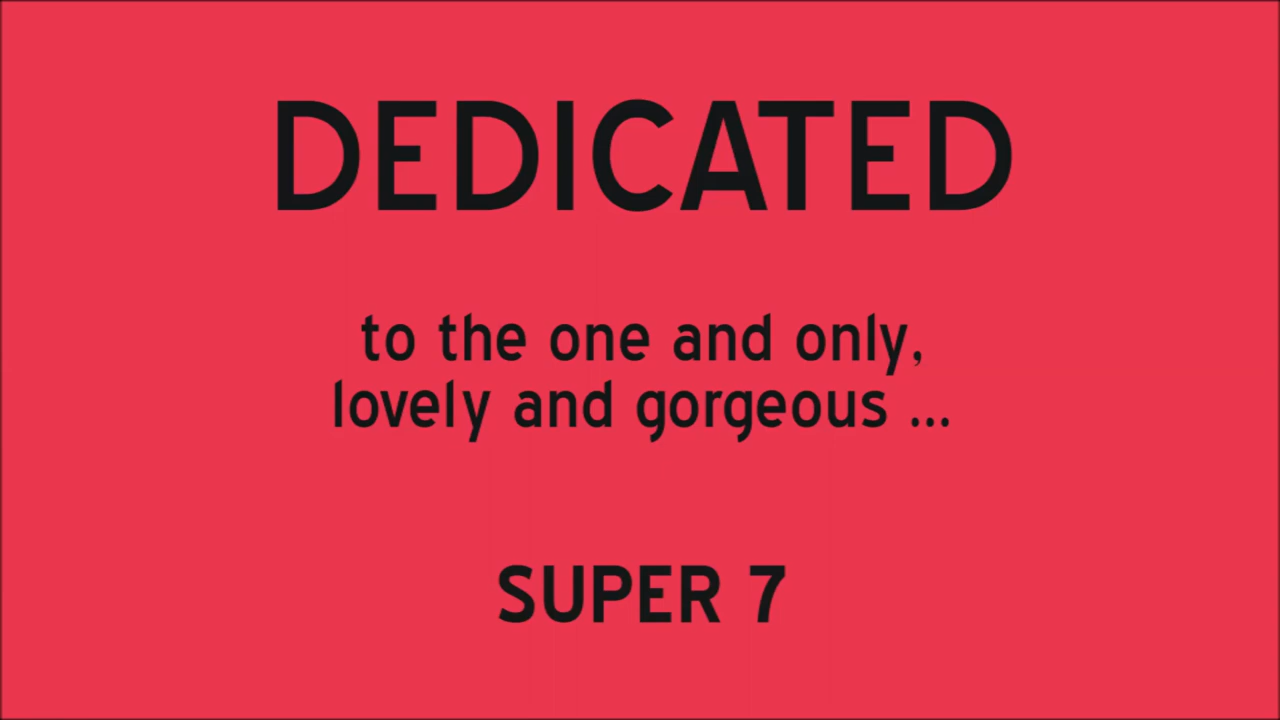 DEDICATED
to the one and only,
lovely and gorgeous ...
SUPER 7